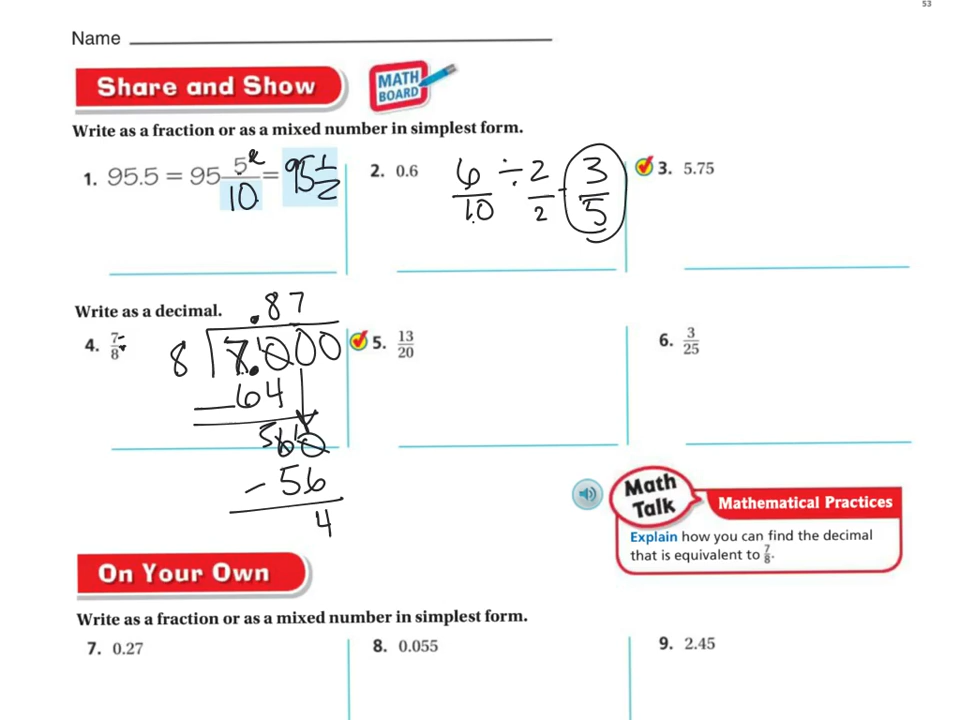 53
Name
Share and Show
MATH
BOARD
Write as a fraction or as a mixed number in simplest form.
1. 95.5 = 95 5/10 = 95 1/2
2. 0.6
6/10 ÷ 2/2 = 3/5
3. 5.75
Write as a decimal.
.87
4. 7/8
8 7.000
5. 13/20
6. 3/25
- 64
60
- 56
4
Math
Talk
Mathematical Practices
Explain how you can find the decimal
that is equivalent to 7/8.
On Your Own
Write as a fraction or as a mixed number in simplest form.
7. 0.27
8. 0.055
9. 2.45